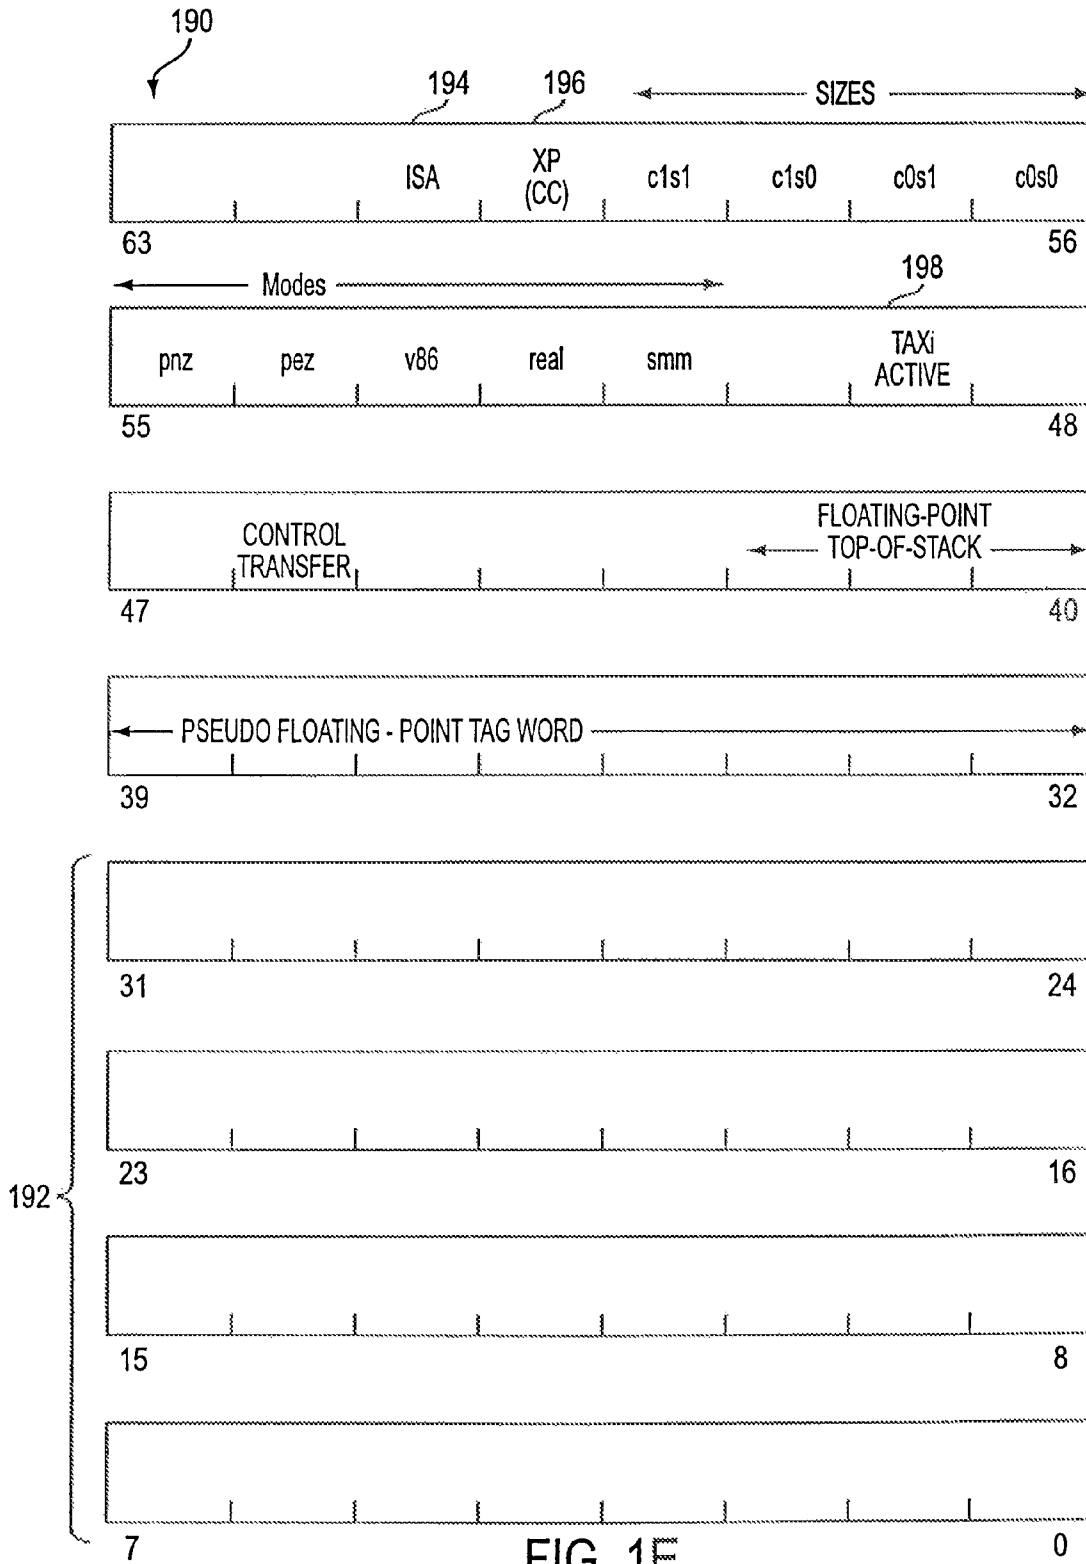 190
194 196 SIZES
ISA XP (CC) c1s1 c1s0 c0s1 c0s0
63 56
Modes 198
pnz pez v86 real smm TAXi ACTIVE
55 48
CONTROL TRANSFER FLOATING-POINT TOP-OF-STACK
47 40
PSEUDO FLOATING - POINT TAG WORD
39 32
31 24
23 16
192
15 8
7 0
FIG. 1E